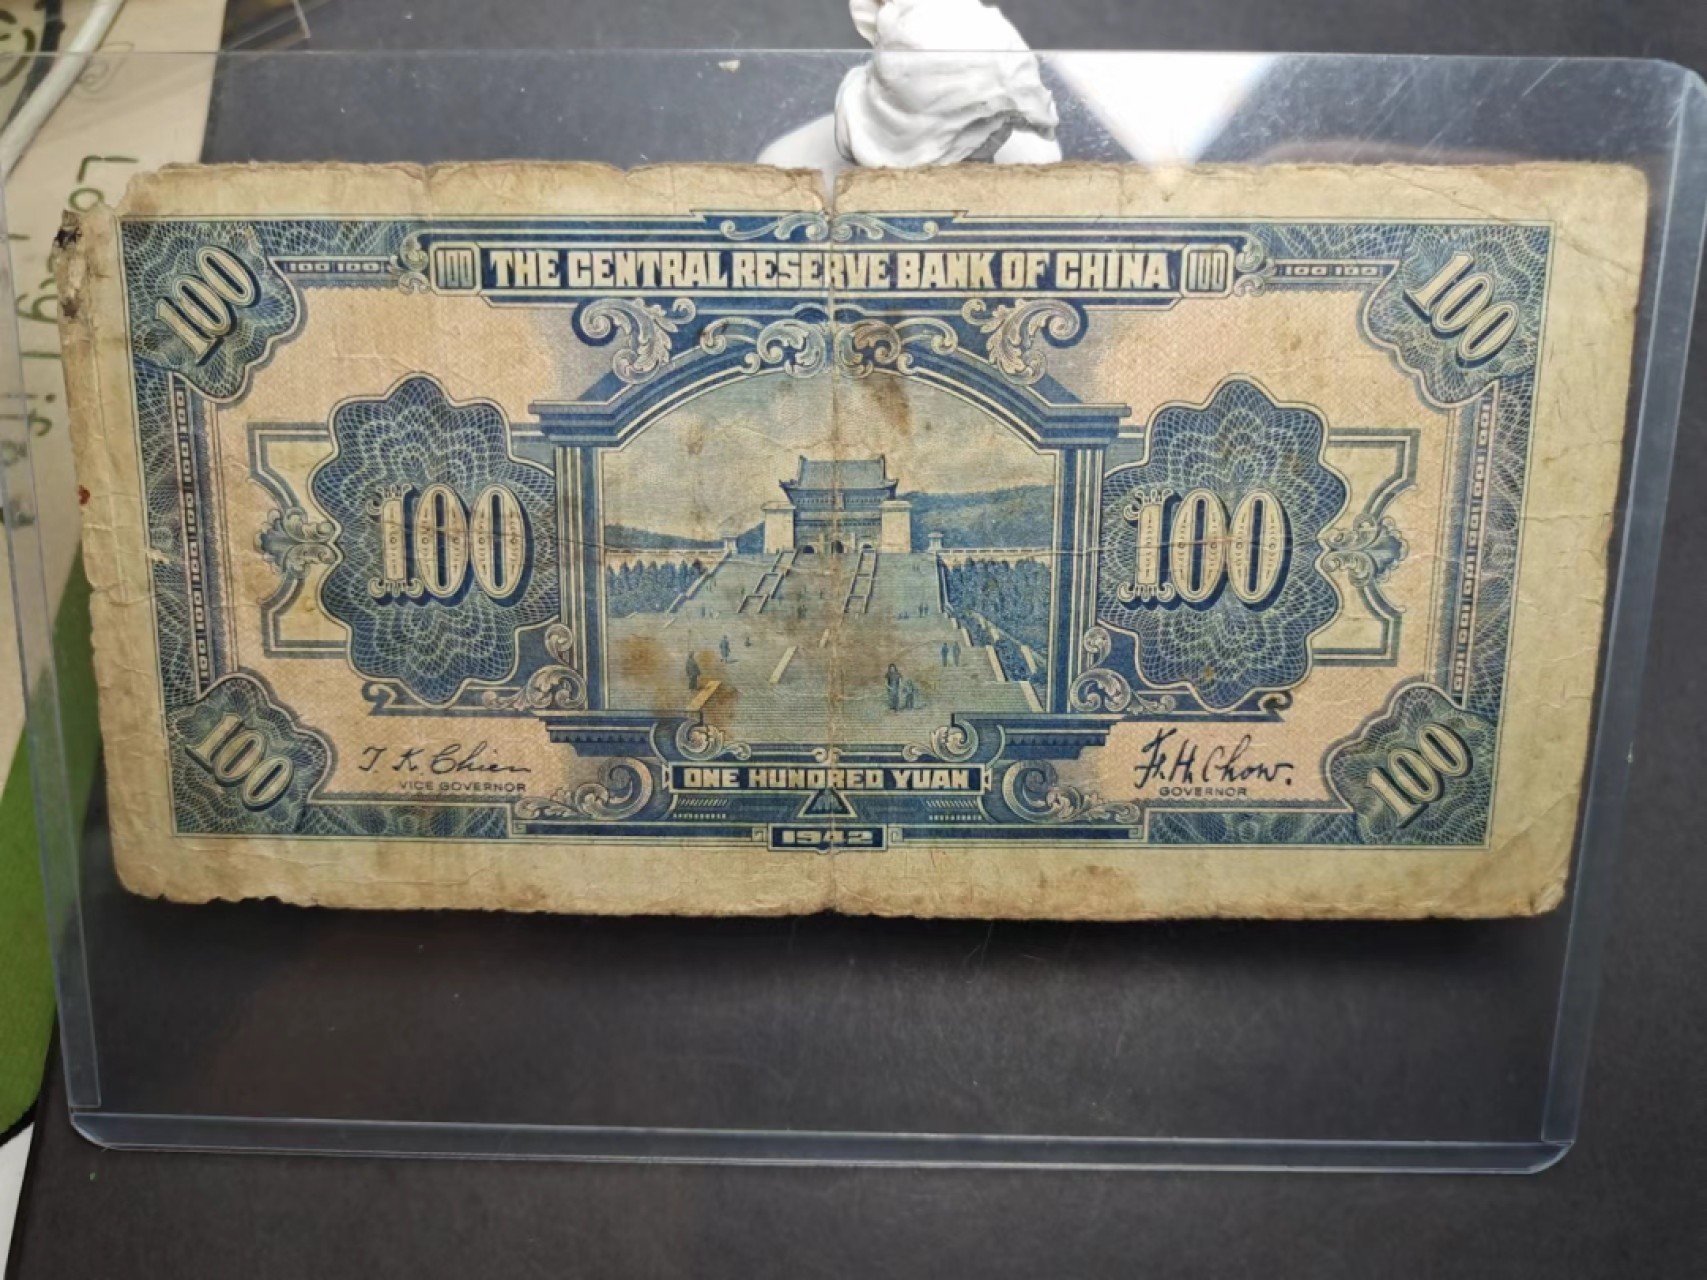 100 100
100 THE CENTRAL RESERVE BANK OF CHINA 100
100 100 100 100
100 100
T. K. Chien
VICE GOVERNOR
Fh. H. Chow.
GOVERNOR
ONE HUNDRED YUAN
100 100
1942